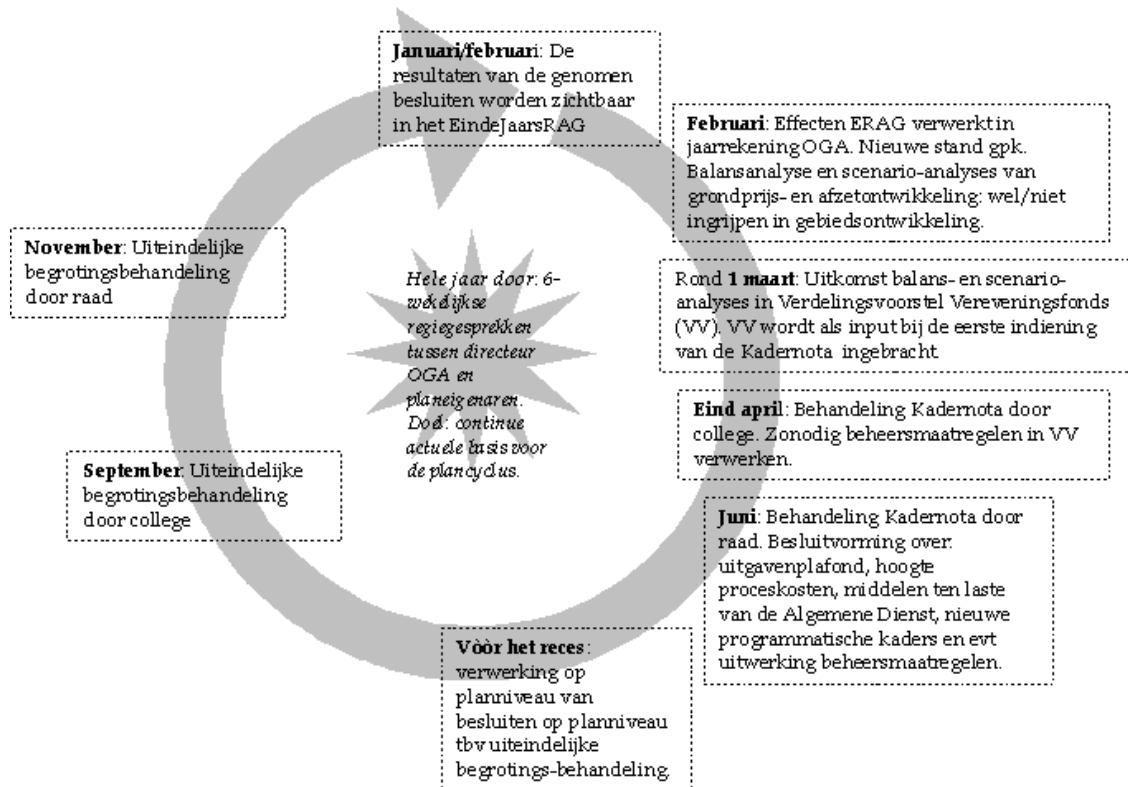 Januari/februari: De
resultaten van de genomen
besluiten worden zichtbaar
in het EindeJaarsRAG
Februari: Effecten ERAG verwerkt in
jaarrekening OGA. Nieuwe stand gpk.
Balansanalyse en scenario-analyses van
grondprijs- en afzetontwikkeling: wel/niet
ingrijpen in gebiedsontwikkeling.
Rond 1 maart: Uitkomst balans- en scenario-
analyses in Verdelingsvoorstel Vereveningsfonds
(VV). VV wordt als input bij de eerste indiening
van de Kadernota ingebracht.
Eind april: Behandeling Kadernota door
college. Zonodig beheersmaatregelen in VV
verwerken.
Juni: Behandeling Kadernota door
raad. Besluitvorming over:
uitgavenplafond, hoogte
proceskosten, middelen ten laste
van de Algemene Dienst, nieuwe
programmatische kaders en evt
uitwerking beheersmaatregelen.
Vòòr het reces:
verwerking op
planniveau van
besluiten op planniveau
tbv uiteindelijke
begrotings-behandeling.
September: Uiteindelijke
begrotingsbehandeling
door college
November: Uiteindelijke
begrotingsbehandeling
door raad
Hele jaar door: 6-
wekelijkse
regiegesprekken
tussen directeur
OGA en
planeigenaren.
Doel: continue
actuele basis voor
de plancyclus.